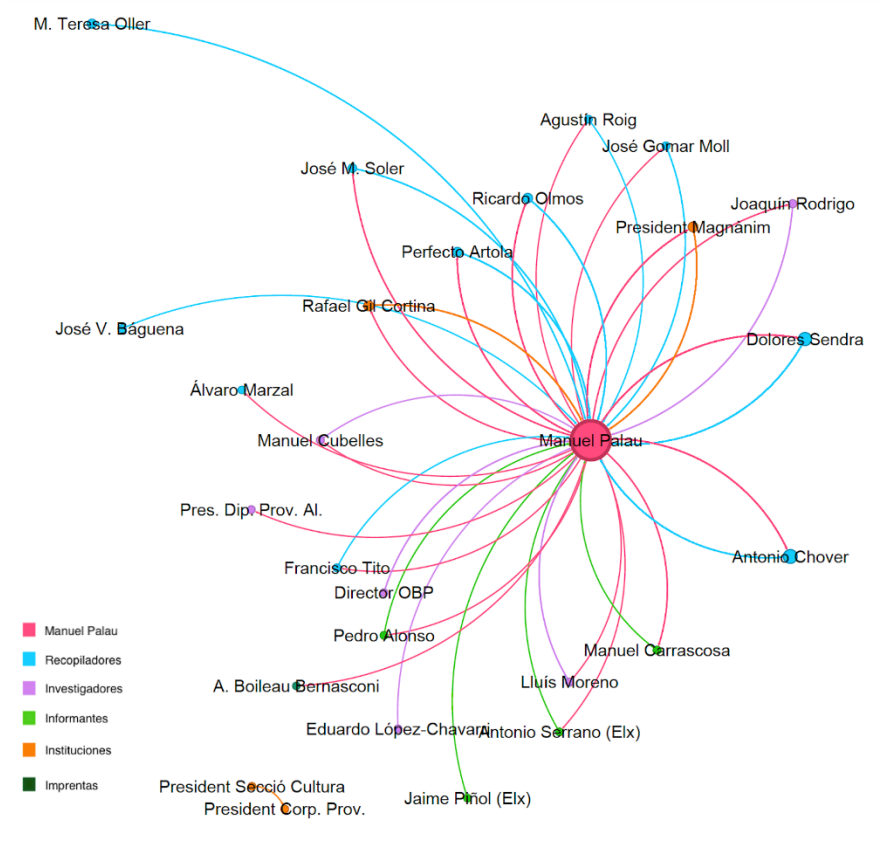 M. Teresa Oller
Agustín Roig
José Gomar Moll
José M. Soler
Ricardo Olmos
Joaquín Rodrigo
President Magnánim
Perfecto Artola
Rafael Gil Cortina
José V. Báguena
Dolores Sendra
Álvaro Marzal
Manuel Cubelles
Manuel Palau
Pres. Dip. Prov. Al.
Antonio Chover
Francisco Tito
Director OBP
Pedro Alonso
Manuel Carrascosa
A. Boileau Bernasconi
Lluís Moreno
Eduardo López-Chavarri
Antonio Serrano (Elx)
President Secció Cultura
President Corp. Prov.
Jaime Piñol (Elx)
Manuel Palau
Recopiladores
Investigadores
Informantes
Instituciones
Imprentas